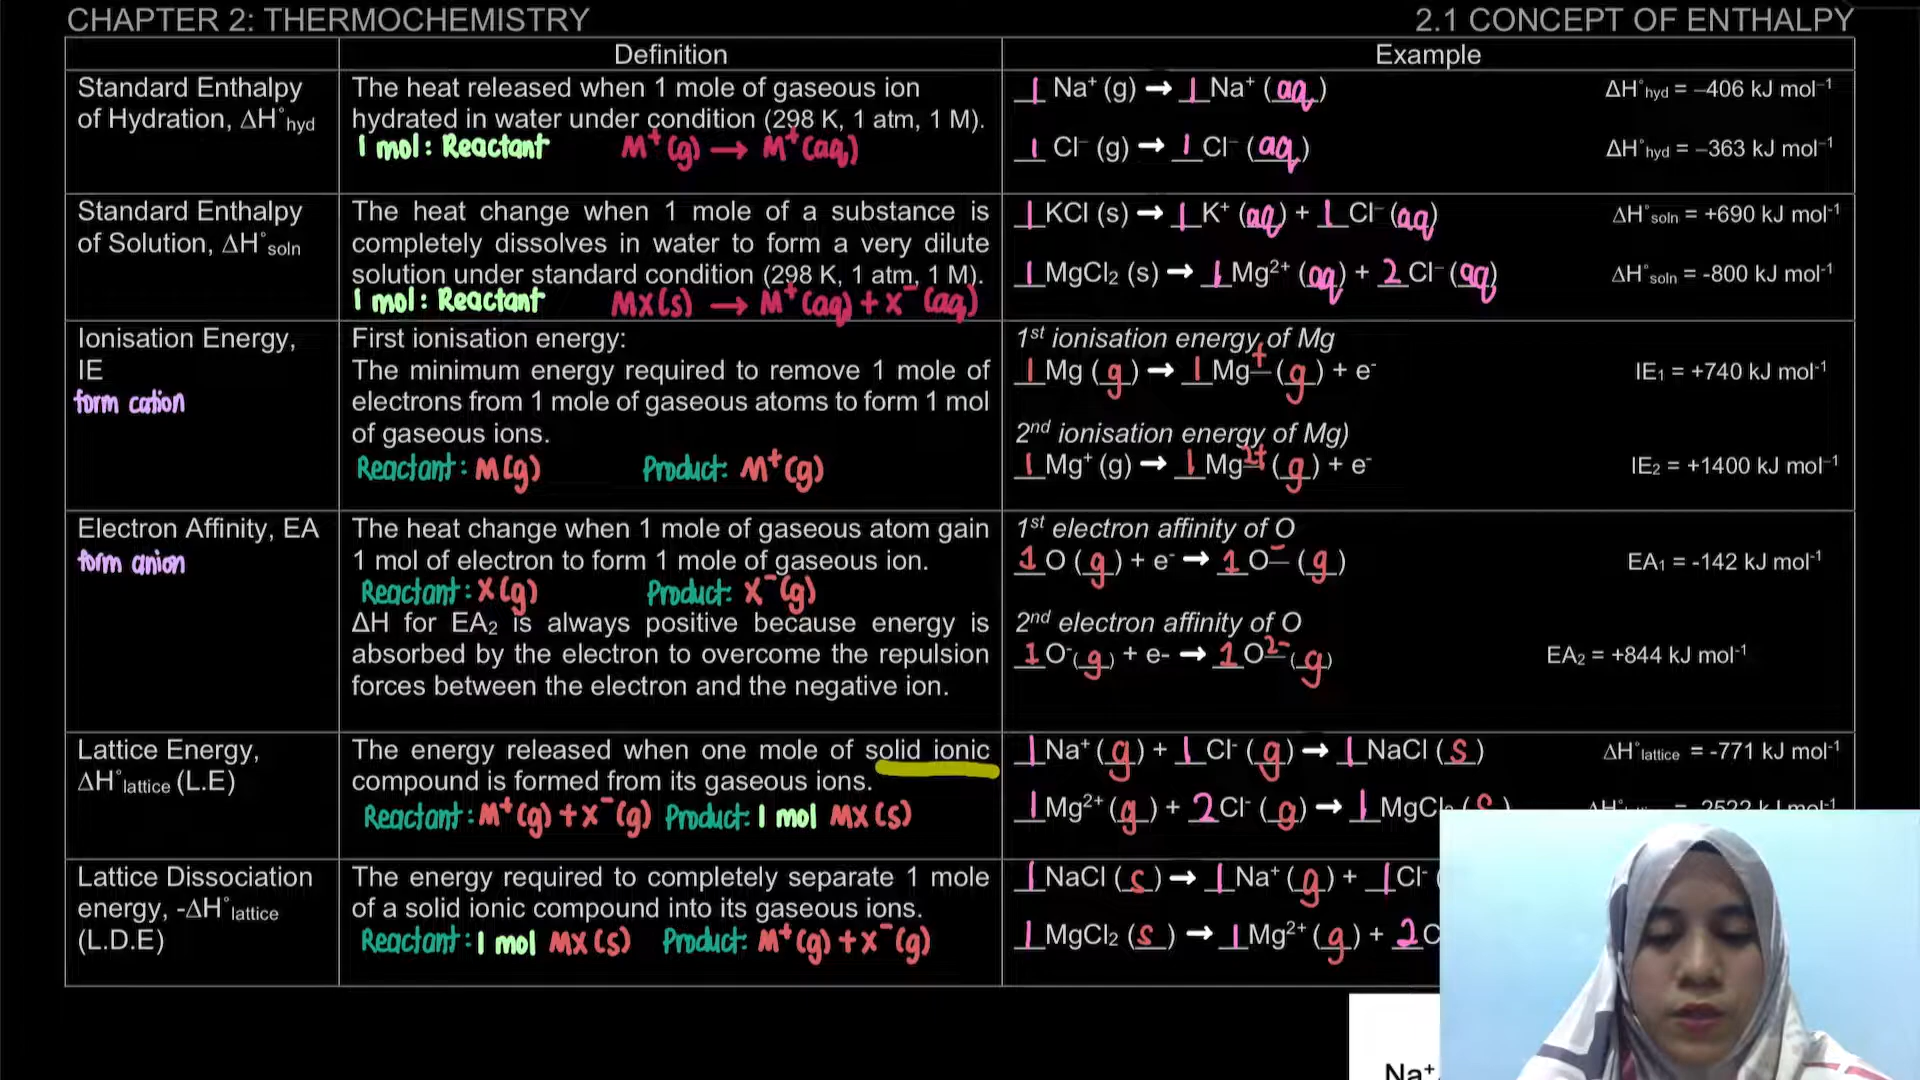 CHAPTER 2: THERMOCHEMISTRY
2.1 CONCEPT OF ENTHALPY
Definition
Example
Standard Enthalpy
of Hydration, ΔH°hyd
The heat released when 1 mole of gaseous ion
hydrated in water under condition (298 K, 1 atm, 1 M).
1 mol : Reactant M⁺(g) → M⁺(aq)
1 Na⁺ (g) → 1 Na⁺ (aq)
ΔH°hyd = –406 kJ mol⁻¹
1 Cl⁻ (g) → 1 Cl⁻ (aq)
ΔH°hyd = –363 kJ mol⁻¹
Standard Enthalpy
of Solution, ΔH°soln
The heat change when 1 mole of a substance is
completely dissolves in water to form a very dilute
solution under standard condition (298 K, 1 atm, 1 M).
1 mol : Reactant MX(s) → M⁺(aq) + X⁻(aq)
1 KCl (s) → 1 K⁺ (aq) + 1 Cl⁻ (aq)
ΔH°soln = +690 kJ mol⁻¹
1 MgCl₂ (s) → 1 Mg²⁺ (aq) + 2 Cl⁻ (aq)
ΔH°soln = -800 kJ mol⁻¹
Ionisation Energy,
IE
form cation
First ionisation energy:
The minimum energy required to remove 1 mole of
electrons from 1 mole of gaseous atoms to form 1 mol
of gaseous ions.
Reactant : M(g) Product: M⁺(g)
1st ionisation energy of Mg
1 Mg (g) → 1 Mg⁺ (g) + e⁻
IE₁ = +740 kJ mol⁻¹
2nd ionisation energy of Mg)
1 Mg⁺ (g) → 1 Mg²⁺ (g) + e⁻
IE₂ = +1400 kJ mol⁻¹
Electron Affinity, EA
form anion
The heat change when 1 mole of gaseous atom gain
1 mol of electron to form 1 mole of gaseous ion.
Reactant : X(g) Product: X⁻(g)
ΔH for EA₂ is always positive because energy is
absorbed by the electron to overcome the repulsion
forces between the electron and the negative ion.
1st electron affinity of O
1 O (g) + e⁻ → 1 O⁻ (g)
EA₁ = -142 kJ mol⁻¹
2nd electron affinity of O
1 O⁻(g) + e- → 1 O²⁻ (g)
EA₂ = +844 kJ mol⁻¹
Lattice Energy,
ΔH°lattice (L.E)
The energy released when one mole of solid ionic
compound is formed from its gaseous ions.
Reactant : M⁺(g) + X⁻(g) Product: 1 mol MX(s)
1 Na⁺ (g) + 1 Cl⁻ (g) → 1 NaCl (s)
ΔH°lattice = -771 kJ mol⁻¹
1 Mg²⁺ (g) + 2 Cl⁻ (g) → 1 MgCl₂ (s)
Lattice Dissociation
energy, -ΔH°lattice
(L.D.E)
The energy required to completely separate 1 mole
of a solid ionic compound into its gaseous ions.
Reactant : 1 mol MX(s) Product: M⁺(g) + X⁻(g)
1 NaCl (s) → 1 Na⁺ (g) + 1 Cl⁻ (
1 MgCl₂ (s) → 1 Mg²⁺ (g) + 2 C
Na⁺